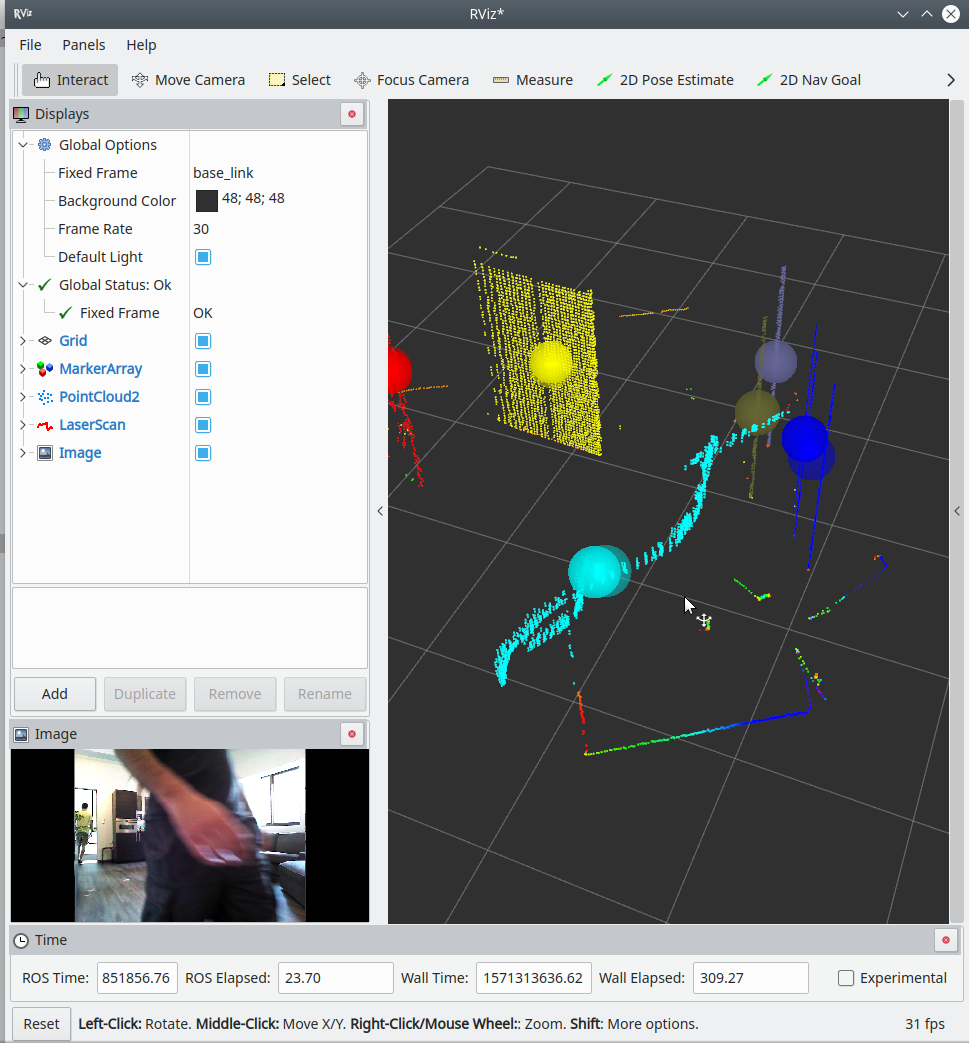 RViz
RViz*
File Panels Help
Interact Move Camera Select Focus Camera Measure 2D Pose Estimate 2D Nav Goal
Displays
Global Options
Fixed Frame base_link
Background Color 48; 48; 48
Frame Rate 30
Default Light
Global Status: Ok
Fixed Frame OK
Grid
MarkerArray
PointCloud2
LaserScan
Image
Add Duplicate Remove Rename
Image
Time
ROS Time: 851856.76 ROS Elapsed: 23.70 Wall Time: 1571313636.62 Wall Elapsed: 309.27 Experimental
Reset Left-Click: Rotate. Middle-Click: Move X/Y. Right-Click/Mouse Wheel:: Zoom. Shift: More options. 31 fps